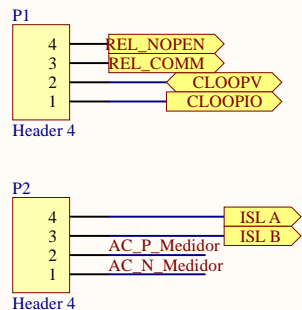 P1
4 REL_NOPEN
3 REL_COMM
2 CLOOPV
1 CLOOPIO
Header 4
P2
4 ISL A
3 ISL B
2 AC_P_Medidor
1 AC_N_Medidor
Header 4